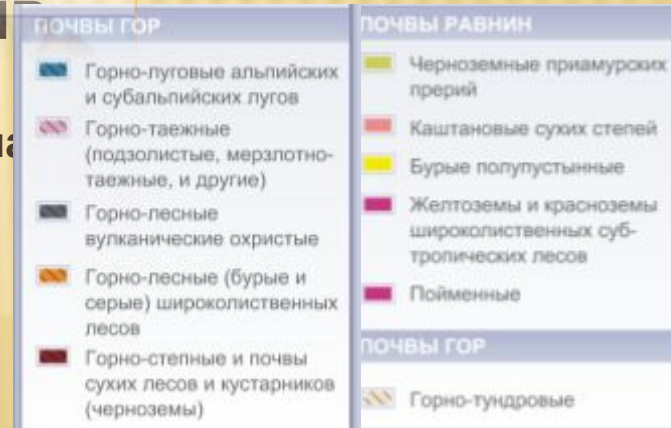 ПОЧВЫ ГОР
Горно-луговые альпийских
и субальпийских лугов
Горно-таежные
(подзолистые, мерзлотно-
таежные, и другие)
Горно-лесные
вулканические охристые
Горно-лесные (бурые и
серые) широколиственных
лесов
Горно-степные и почвы
сухих лесов и кустарников
(черноземы)
ПОЧВЫ РАВНИН
Черноземные приамурских
прерий
Каштановые сухих степей
Бурые полупустынные
Желтоземы и красноземы
широколиственных суб-
тропических лесов
Пойменные
ПОЧВЫ ГОР
Горно-тундровые